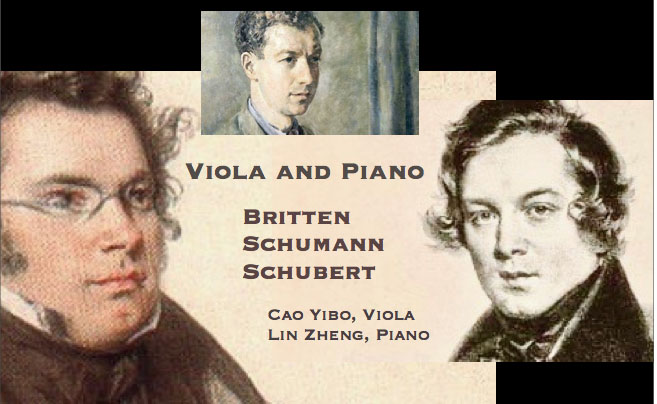 Viola and Piano
Britten
Schumann
Schubert
Cao Yibo, Viola
Lin Zheng, Piano